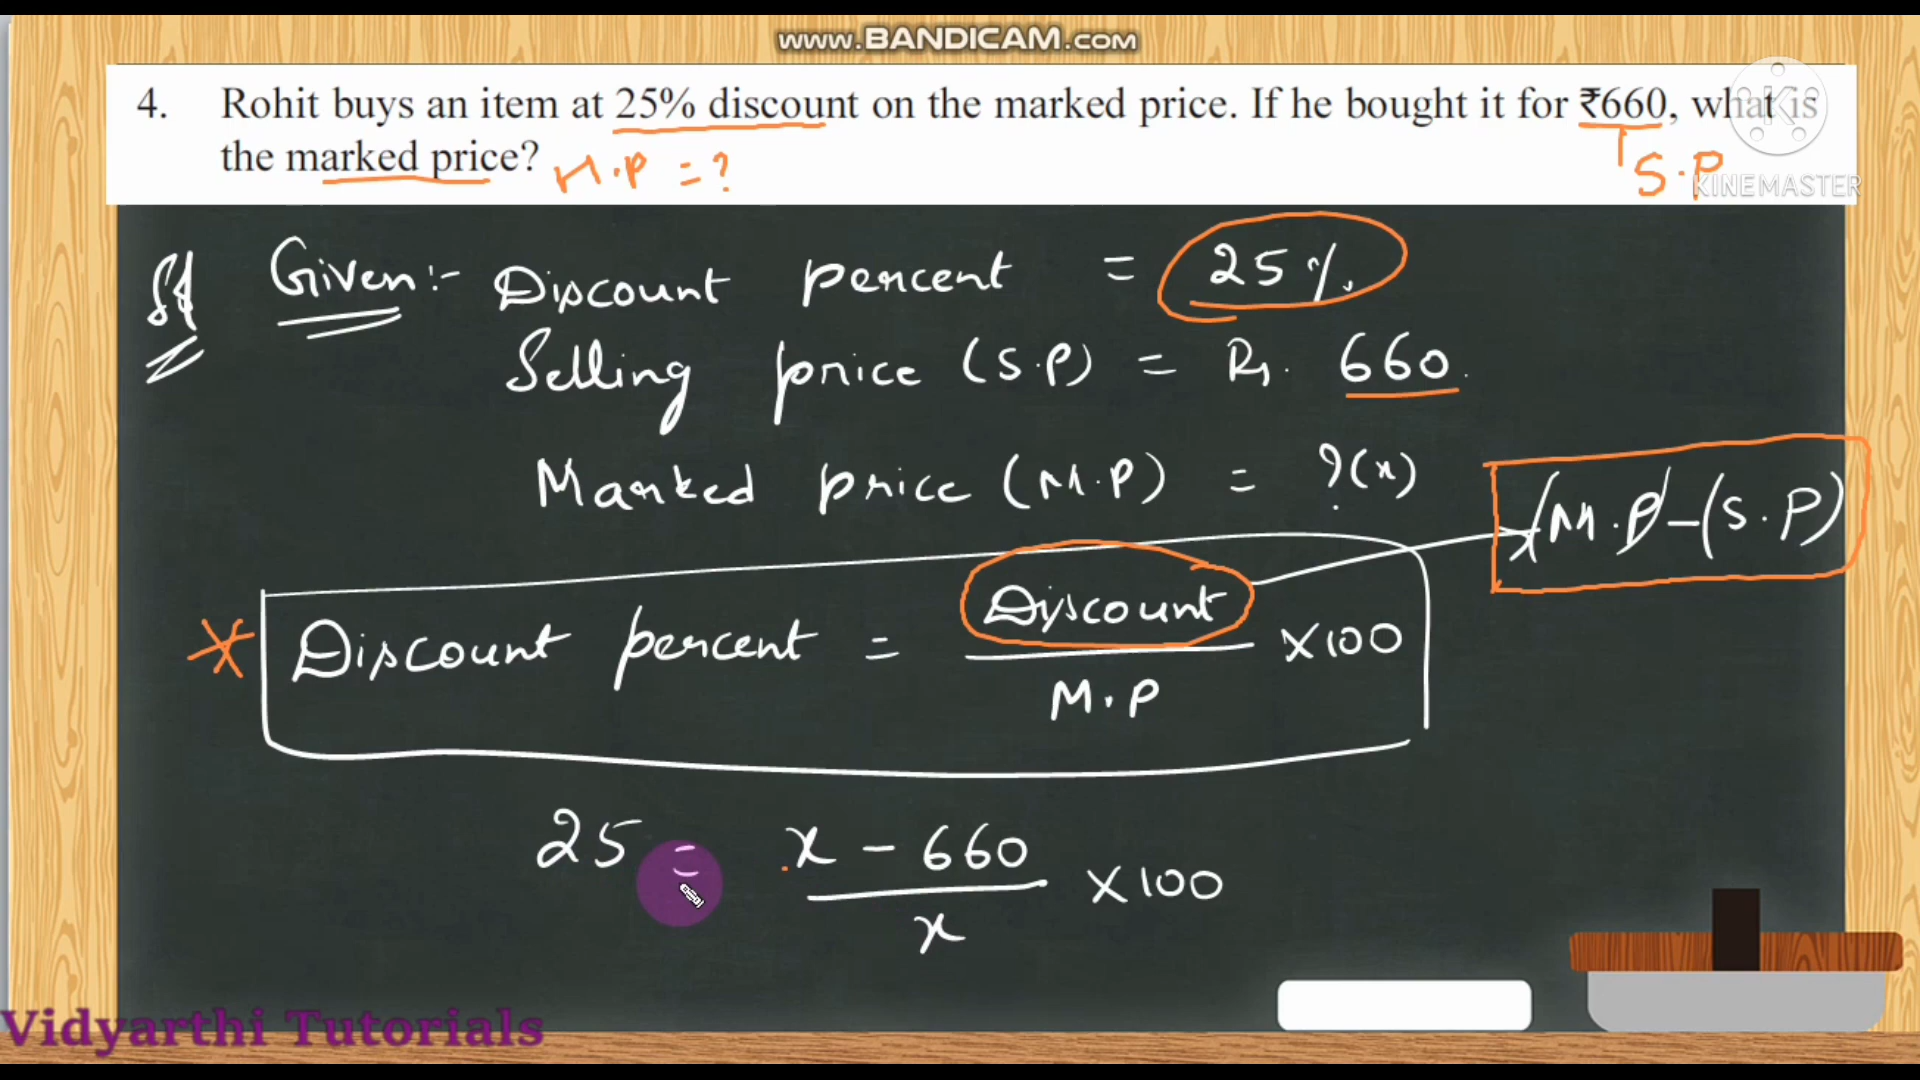 www.BANDICAM.com
4. Rohit buys an item at 25% discount on the marked price. If he bought it for ₹660, what is
the marked price? M.P = ?
S.P
KINEMASTER
Given:- Discount percent = 25%.
Selling price (S.P) = Rs. 660.
Marked price (M.P) = ?(x)
(M.P) - (S.P)
Discount percent = Discount
M.P
×100
25 = x - 660
x
×100
Vidyarthi Tutorials